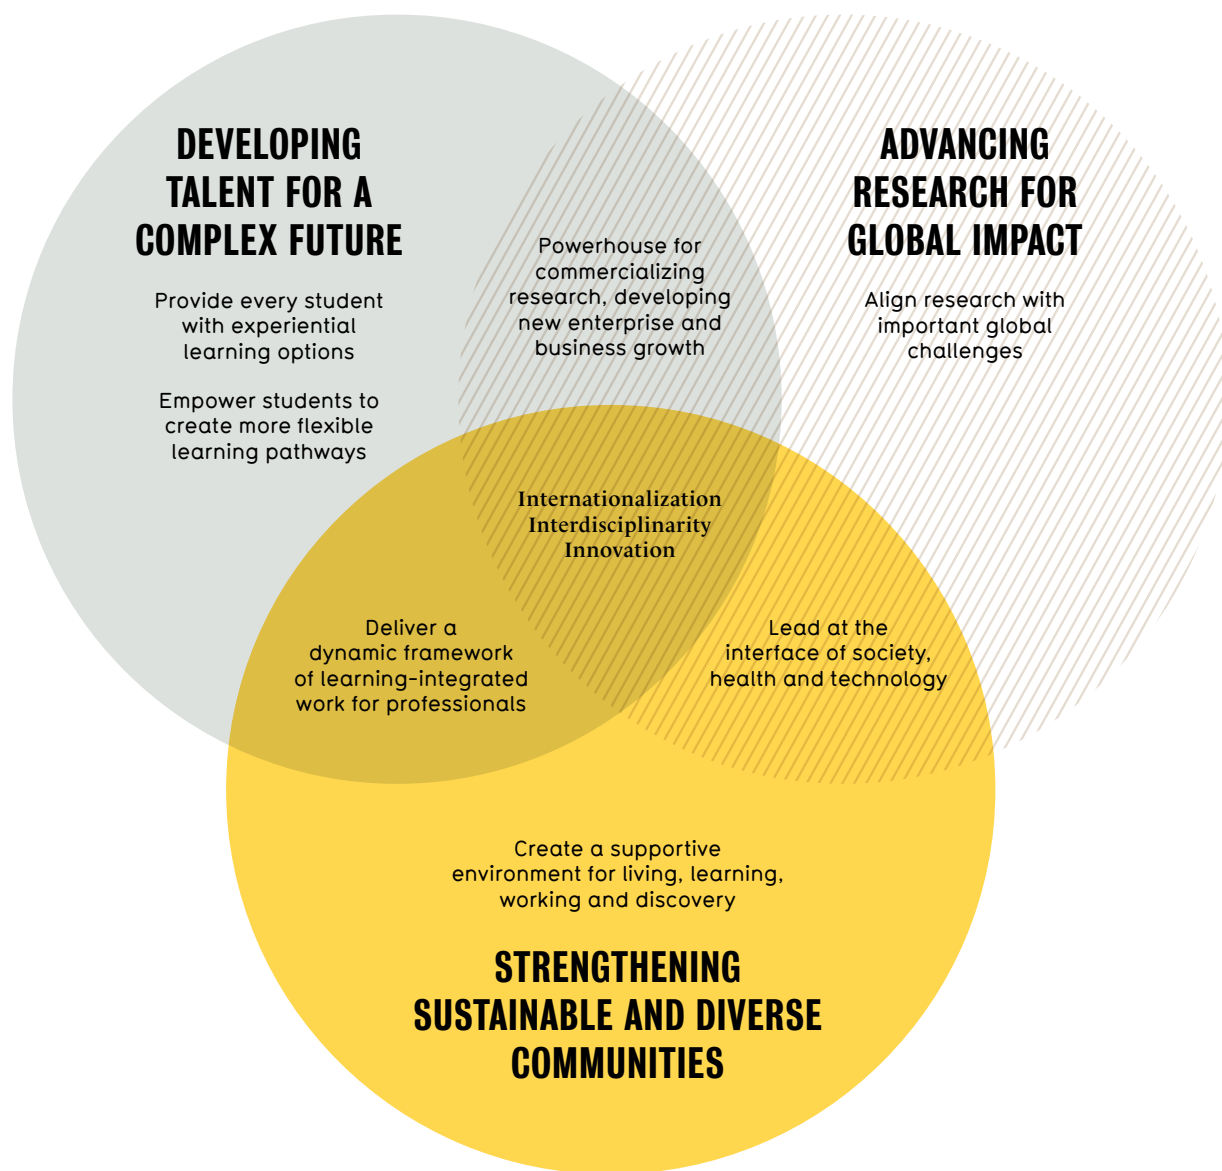 DEVELOPING
TALENT FOR A
COMPLEX FUTURE
Provide every student
with experiential
learning options
Empower students to
create more flexible
learning pathways
Powerhouse for
commercializing
research, developing
new enterprise and
business growth
ADVANCING
RESEARCH FOR
GLOBAL IMPACT
Align research with
important global
challenges
Internationalization
Interdisciplinarity
Innovation
Deliver a
dynamic framework
of learning-integrated
work for professionals
Lead at the
interface of society,
health and technology
Create a supportive
environment for living, learning,
working and discovery
STRENGTHENING
SUSTAINABLE AND DIVERSE
COMMUNITIES